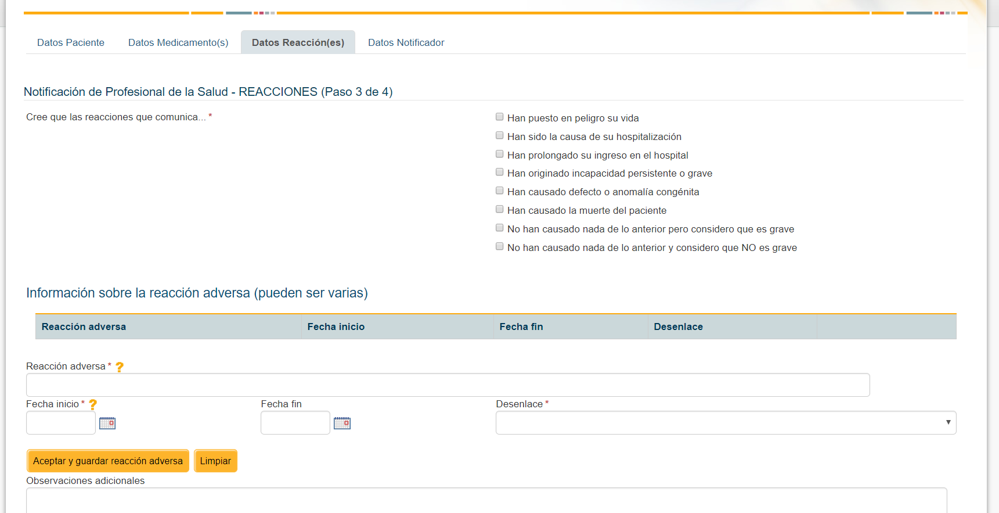 Datos Paciente Datos Medicamento(s) Datos Reacción(es) Datos Notificador
Notificación de Profesional de la Salud - REACCIONES (Paso 3 de 4)
Cree que las reacciones que comunica... *
Han puesto en peligro su vida
Han sido la causa de su hospitalización
Han prolongado su ingreso en el hospital
Han originado incapacidad persistente o grave
Han causado defecto o anomalía congénita
Han causado la muerte del paciente
No han causado nada de lo anterior pero considero que es grave
No han causado nada de lo anterior y considero que NO es grave
Información sobre la reacción adversa (pueden ser varias)
Reacción adversa Fecha inicio Fecha fin Desenlace
Reacción adversa * ?
Fecha inicio * ? Fecha fin Desenlace *
Aceptar y guardar reacción adversa Limpiar
Observaciones adicionales